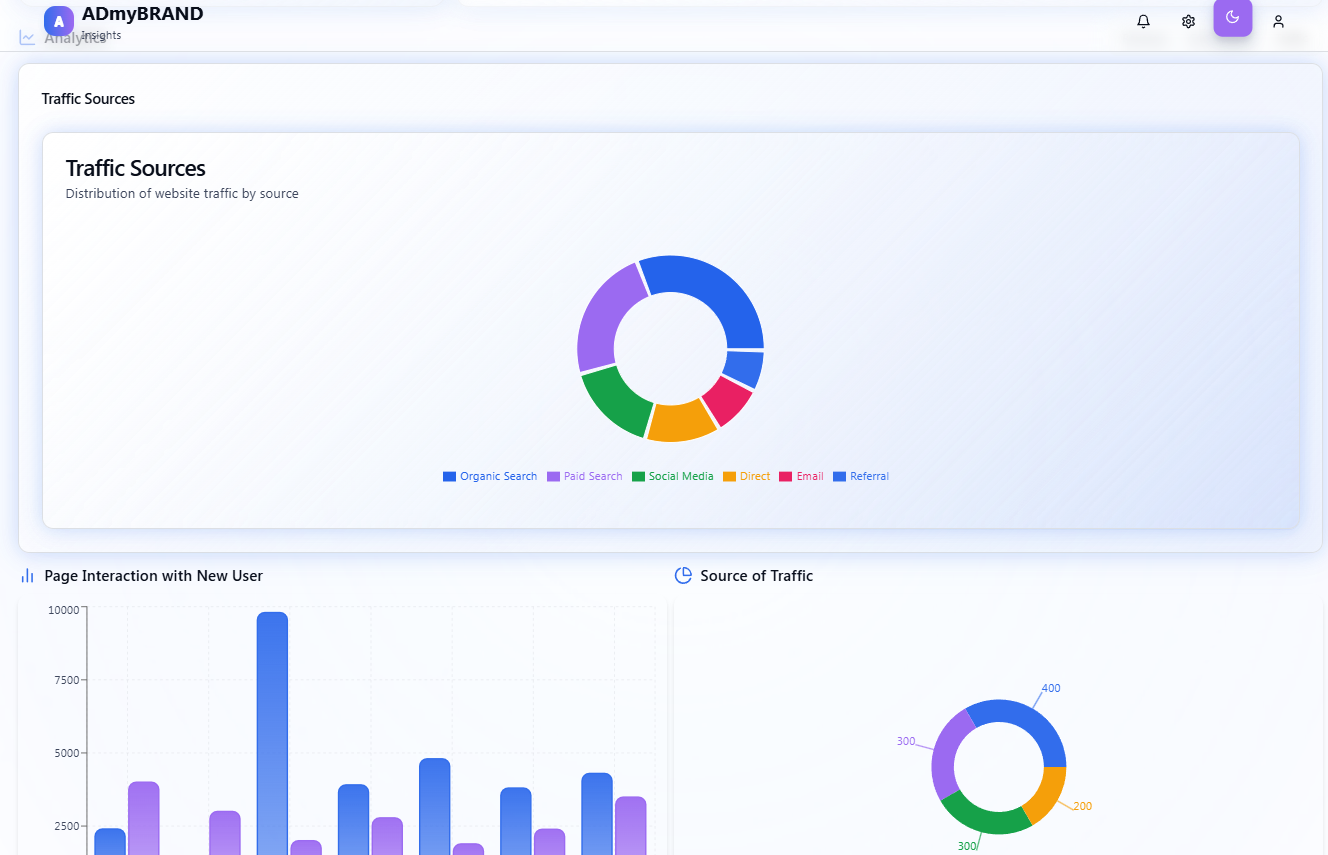 A ADmyBRAND
Insights
Analytics
Traffic Sources
Traffic Sources
Distribution of website traffic by source
Organic Search Paid Search Social Media Direct Email Referral
Page Interaction with New User
10000
7500
5000
2500
Source of Traffic
400
300
200
300